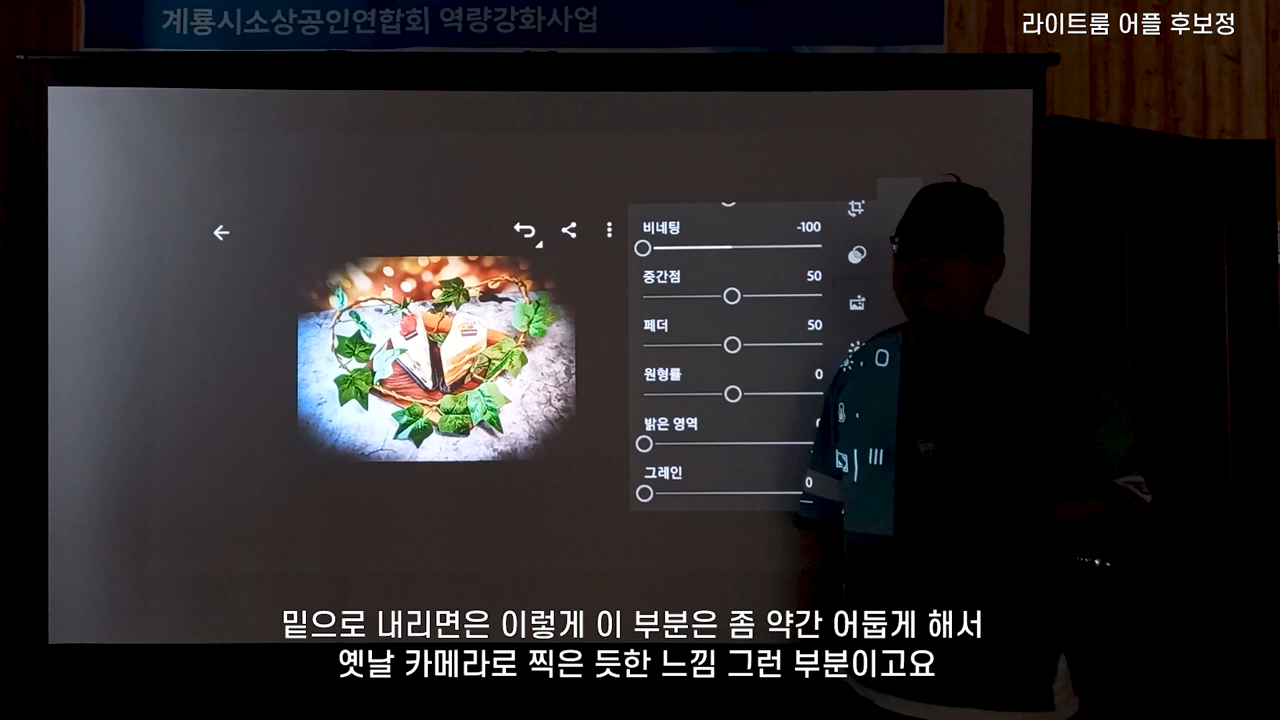 계룡시소상공인연합회 역량강화사업
라이트룸 어플 후보정
비네팅 -100
중간점 50
페더 50
원형률 0
밝은 영역
그레인 0
밑으로 내리면은 이렇게 이 부분은 좀 약간 어둡게 해서
옛날 카메라로 찍은 듯한 느낌 그런 부분이고요